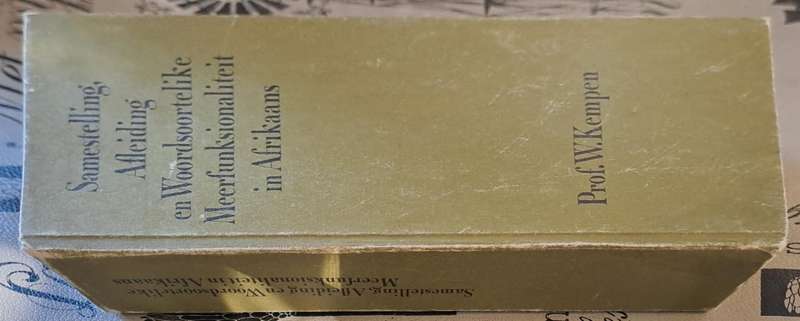 Samestelling,
Afleiding
en Woordsoortelike
Meerfunksionaliteit
in Afrikaans
Prof. W. Kempen
Samestelling, Afleiding en Woordsoortelike
Meerfunksionaliteit in Afrikaans